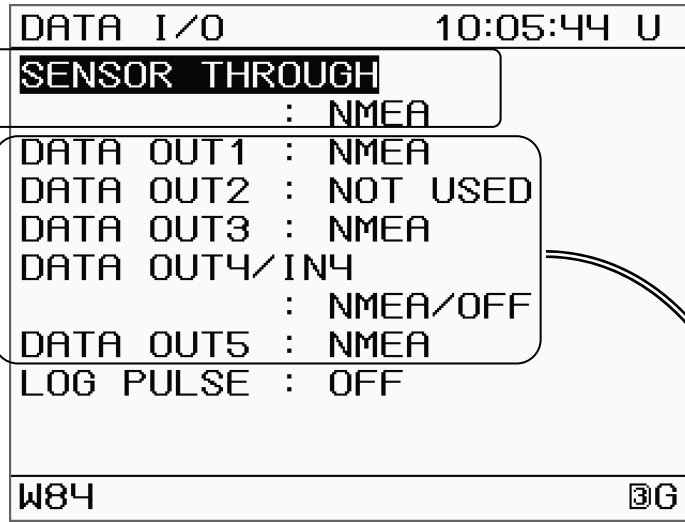 DATA I/O 10:05:44 U
SENSOR THROUGH
: NMEA
DATA OUT1 : NMEA
DATA OUT2 : NOT USED
DATA OUT3 : NMEA
DATA OUT4/IN4
: NMEA/OFF
DATA OUT5 : NMEA
LOG PULSE : OFF
W84 3G